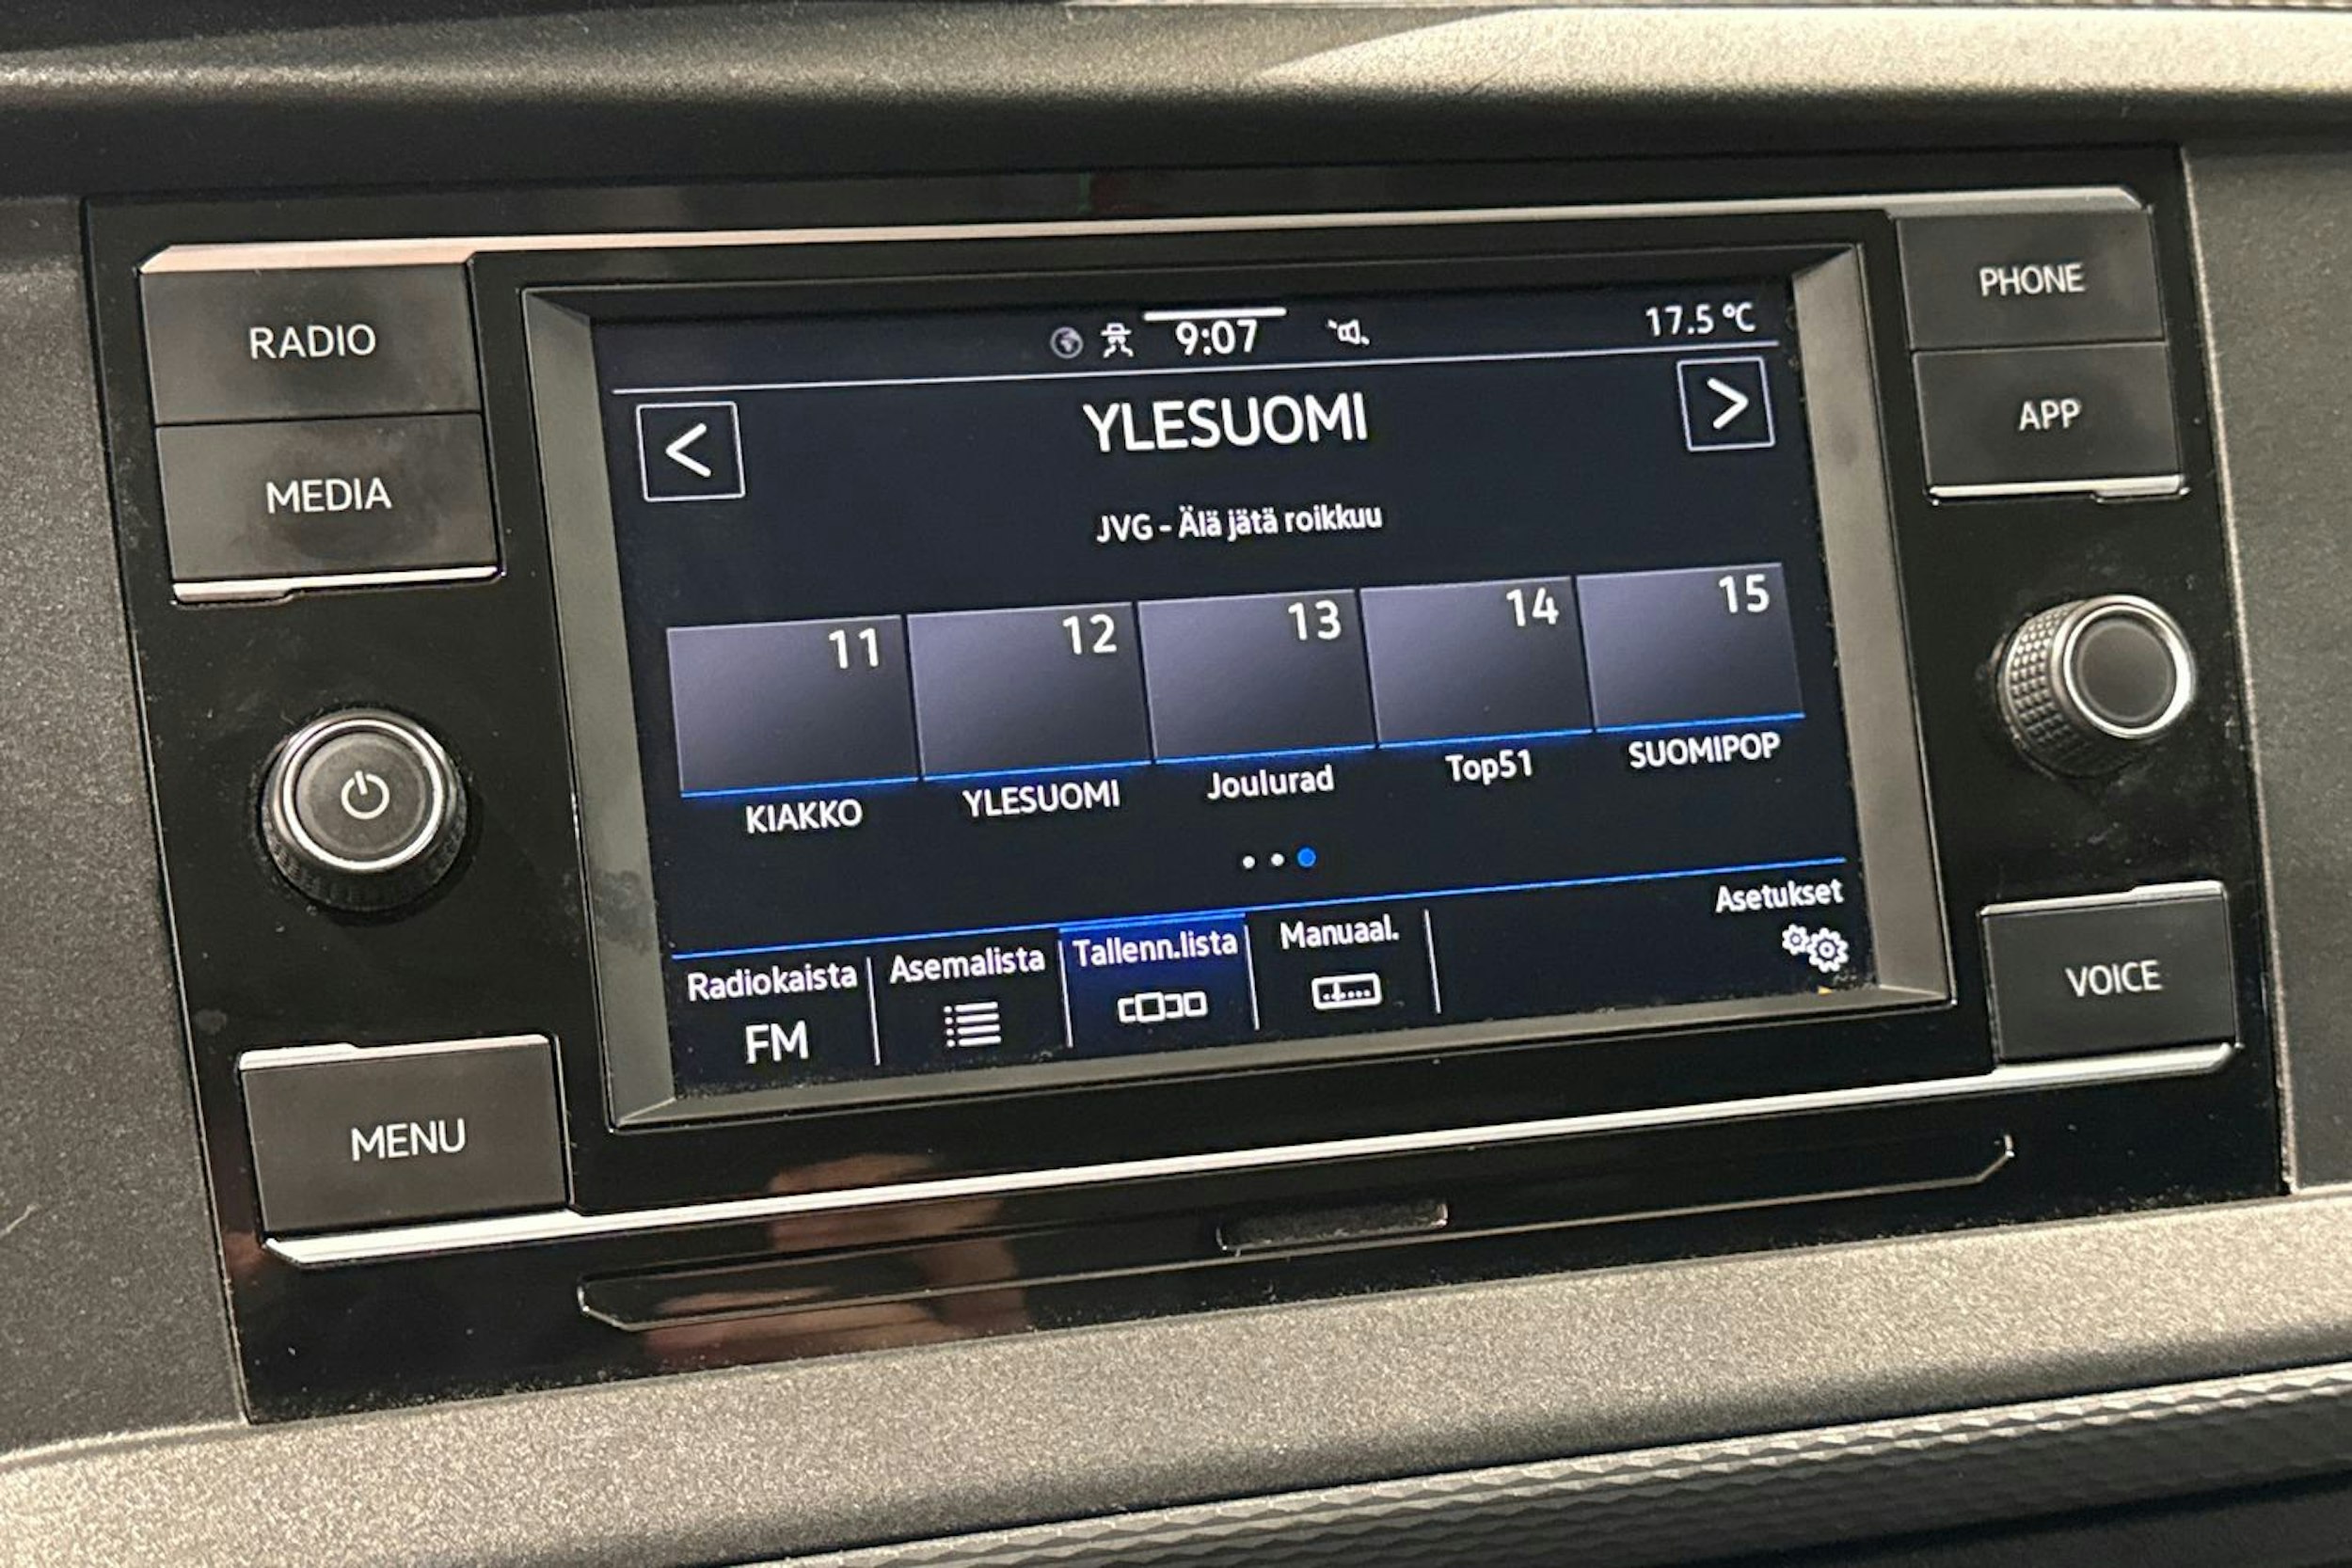 RADIO
MEDIA
MENU
PHONE
APP
VOICE
9:07
17.5 °C
<
YLESUOMI
>
JVG - Älä jätä roikkuu
11 12 13 14 15
KIAKKO YLESUOMI Joulurad Top51 SUOMIPOP
Radiokaista Asemalista Tallenn.lista Manuaal. Asetukset
FM